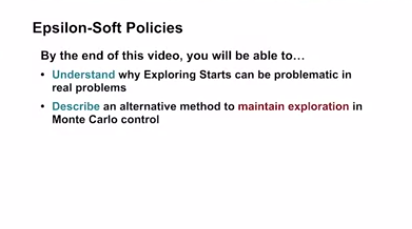 Epsilon-Soft Policies
By the end of this video, you will be able to...
• Understand why Exploring Starts can be problematic in
real problems
• Describe an alternative method to maintain exploration in
Monte Carlo control